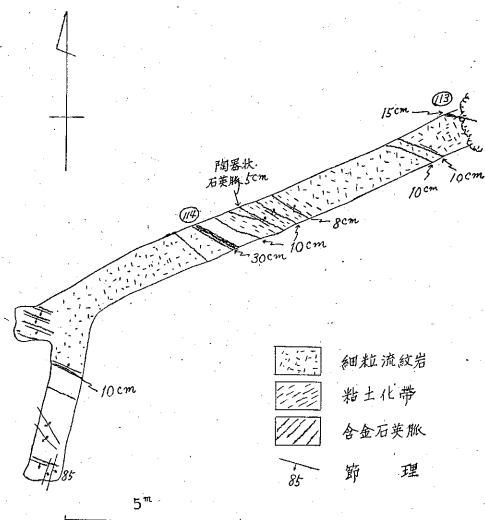 113
15cm
陶器状
石英脈 5cm
10cm
10cm
114
8cm
10cm
30cm
10cm
85
細粒流紋岩
粘土化帯
含金石英脈
85
節理
5m